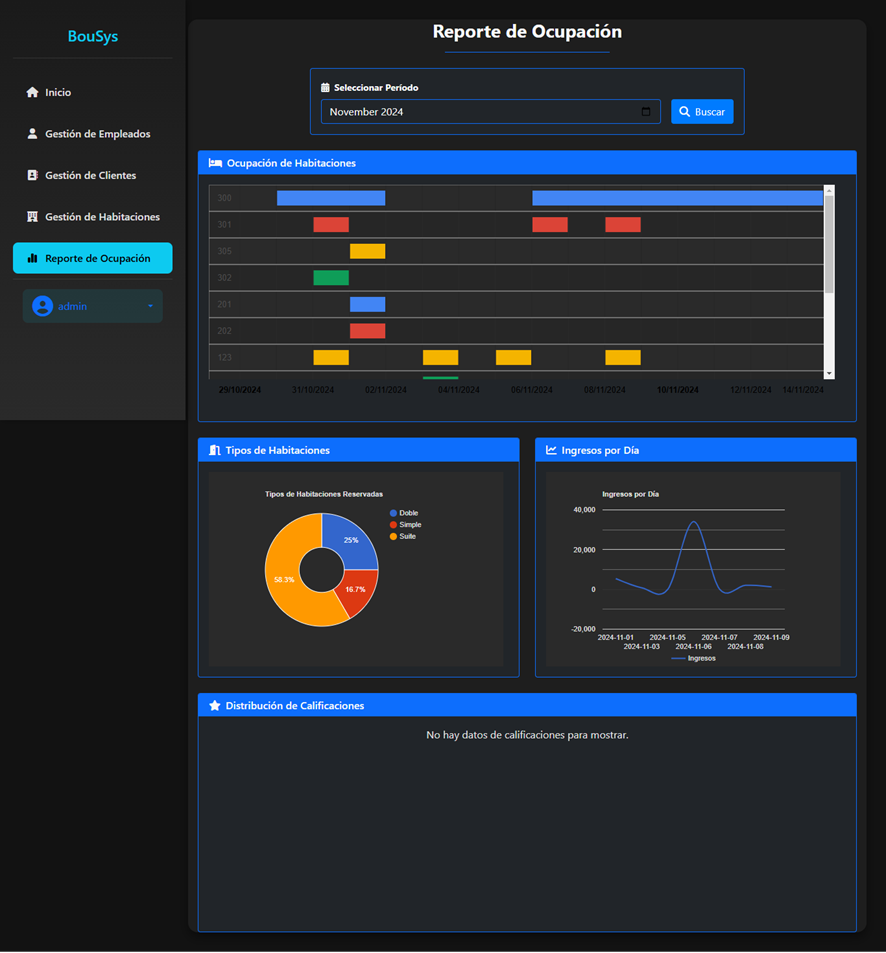 BouSys
Inicio
Gestión de Empleados
Gestión de Clientes
Gestión de Habitaciones
Reporte de Ocupación
admin
Reporte de Ocupación
Seleccionar Período
November 2024
Buscar
Ocupación de Habitaciones
300
301
305
302
201
202
123
29/10/2024 31/10/2024 02/11/2024 04/11/2024 06/11/2024 08/11/2024 10/11/2024 12/11/2024 14/11/2024
Tipos de Habitaciones
Tipos de Habitaciones Reservadas
Doble
Simple
Suite
25%
58.3%
16.7%
Ingresos por Día
Ingresos por Día
40,000
20,000
0
-20,000
2024-11-01 2024-11-05 2024-11-07 2024-11-09
2024-11-03 2024-11-06 2024-11-08
Ingresos
Distribución de Calificaciones
No hay datos de calificaciones para mostrar.